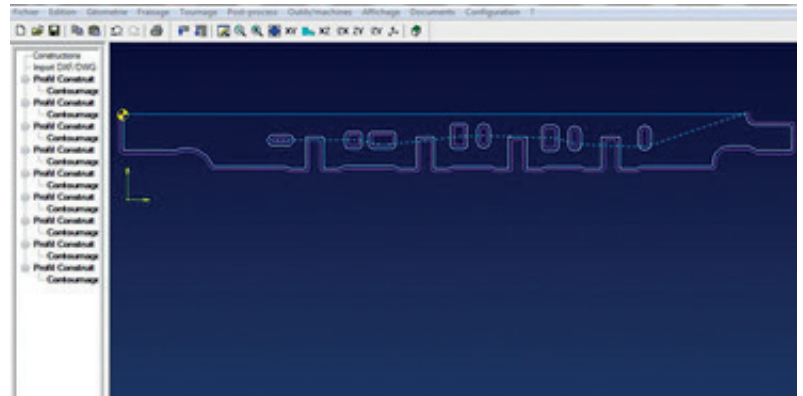 Fichier Edition Géométrie Fraisage Tournage Post-process Outils/machines Affichage Documents Configuration ?
XY XZ
Constructions
Import DXF/DWG
Profil Construit
Contournage
Profil Construit
Contournage
Profil Construit
Contournage
Profil Construit
Contournage
Profil Construit
Contournage
Profil Construit
Contournage
Profil Construit
Contournage
Profil Construit
Contournage
Profil Construit
Contournage